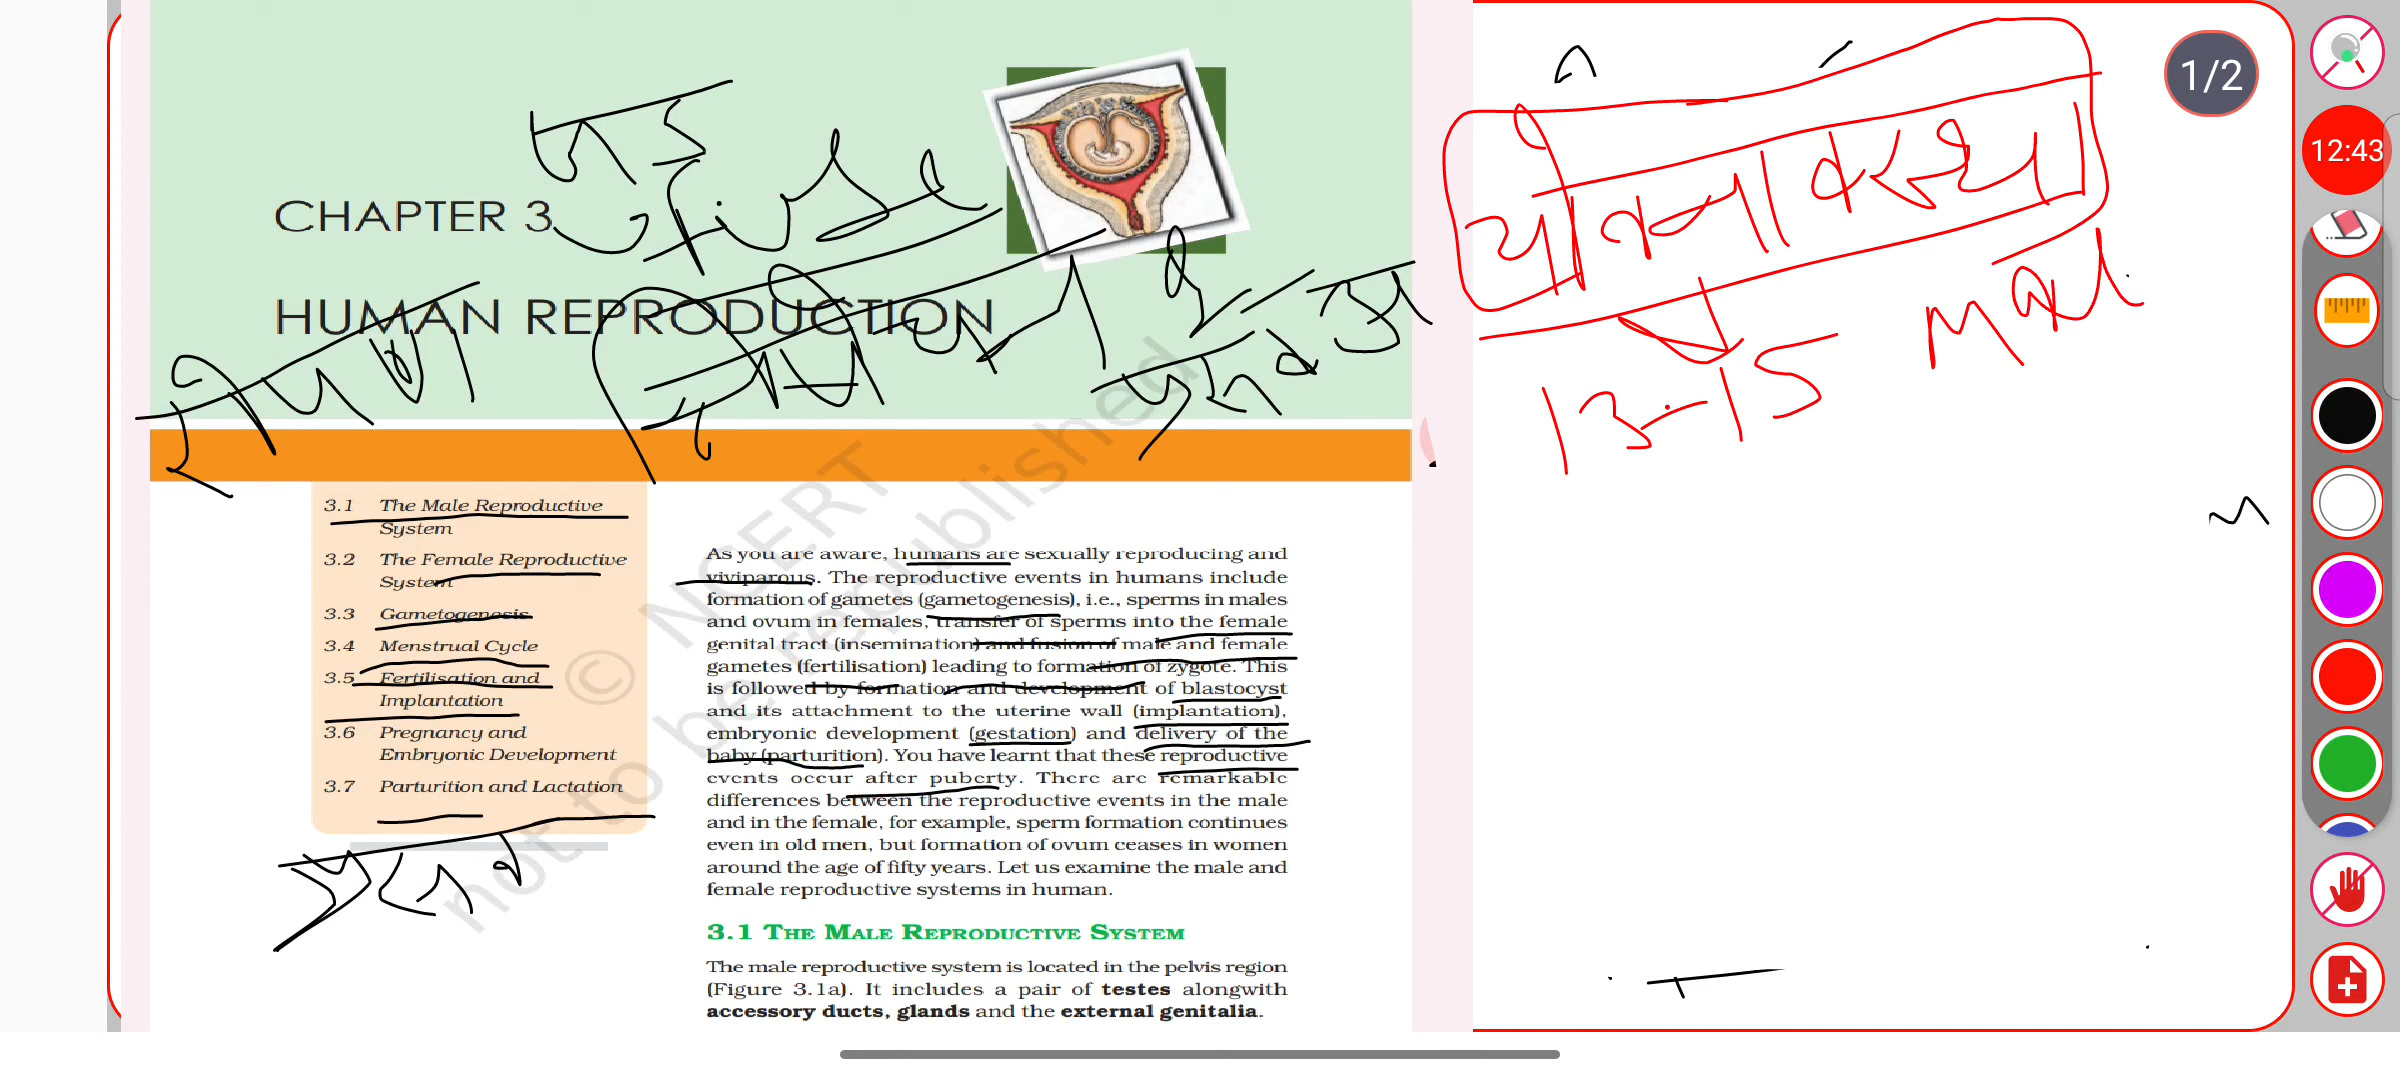 CHAPTER 3
HUMAN REPRODUCTION
1/2
12:43
13-15
3.1 The Male Reproductive
System
3.2 The Female Reproductive
System
3.3 Gametogenesis
3.4 Menstrual Cycle
3.5 Fertilisation and
Implantation
3.6 Pregnancy and
Embryonic Development
3.7 Parturition and Lactation
As you are aware, humans are sexually reproducing and
viviparous. The reproductive events in humans include
formation of gametes (gametogenesis), i.e., sperms in males
and ovum in females, transfer of sperms into the female
genital tract (insemination) and fusion of male and female
gametes (fertilisation) leading to formation of zygote. This
is followed by formation and development of blastocyst
and its attachment to the uterine wall (implantation),
embryonic development (gestation) and delivery of the
baby (parturition). You have learnt that these reproductive
events occur after puberty. There are remarkable
differences between the reproductive events in the male
and in the female, for example, sperm formation continues
even in old men, but formation of ovum ceases in women
around the age of fifty years. Let us examine the male and
female reproductive systems in human.
3.1 THE MALE REPRODUCTIVE SYSTEM
The male reproductive system is located in the pelvis region
(Figure 3.1a). It includes a pair of testes alongwith
accessory ducts, glands and the external genitalia.
© NCERT
not to be republished